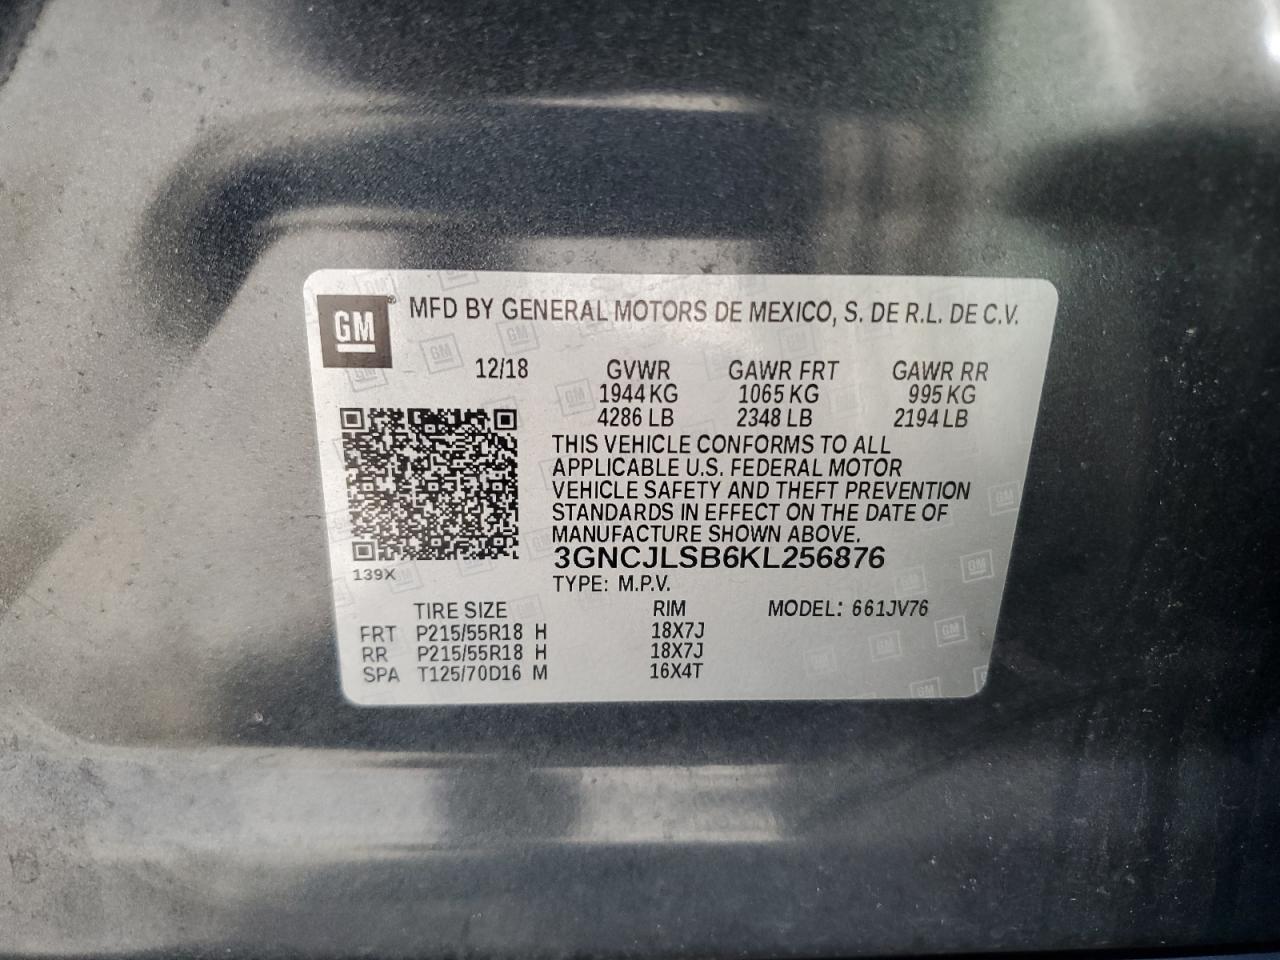 GM
MFD BY GENERAL MOTORS DE MEXICO, S. DE R.L. DE C.V.
12/18 GVWR GAWR FRT GAWR RR
1944 KG 1065 KG 995 KG
4286 LB 2348 LB 2194 LB
THIS VEHICLE CONFORMS TO ALL
APPLICABLE U.S. FEDERAL MOTOR
VEHICLE SAFETY AND THEFT PREVENTION
STANDARDS IN EFFECT ON THE DATE OF
MANUFACTURE SHOWN ABOVE.
3GNCJLSB6KL256876
139X
TYPE: M.P.V.
TIRE SIZE RIM MODEL: 661JV76
FRT P215/55R18 H 18X7J
RR P215/55R18 H 18X7J
SPA T125/70D16 M 16X4T